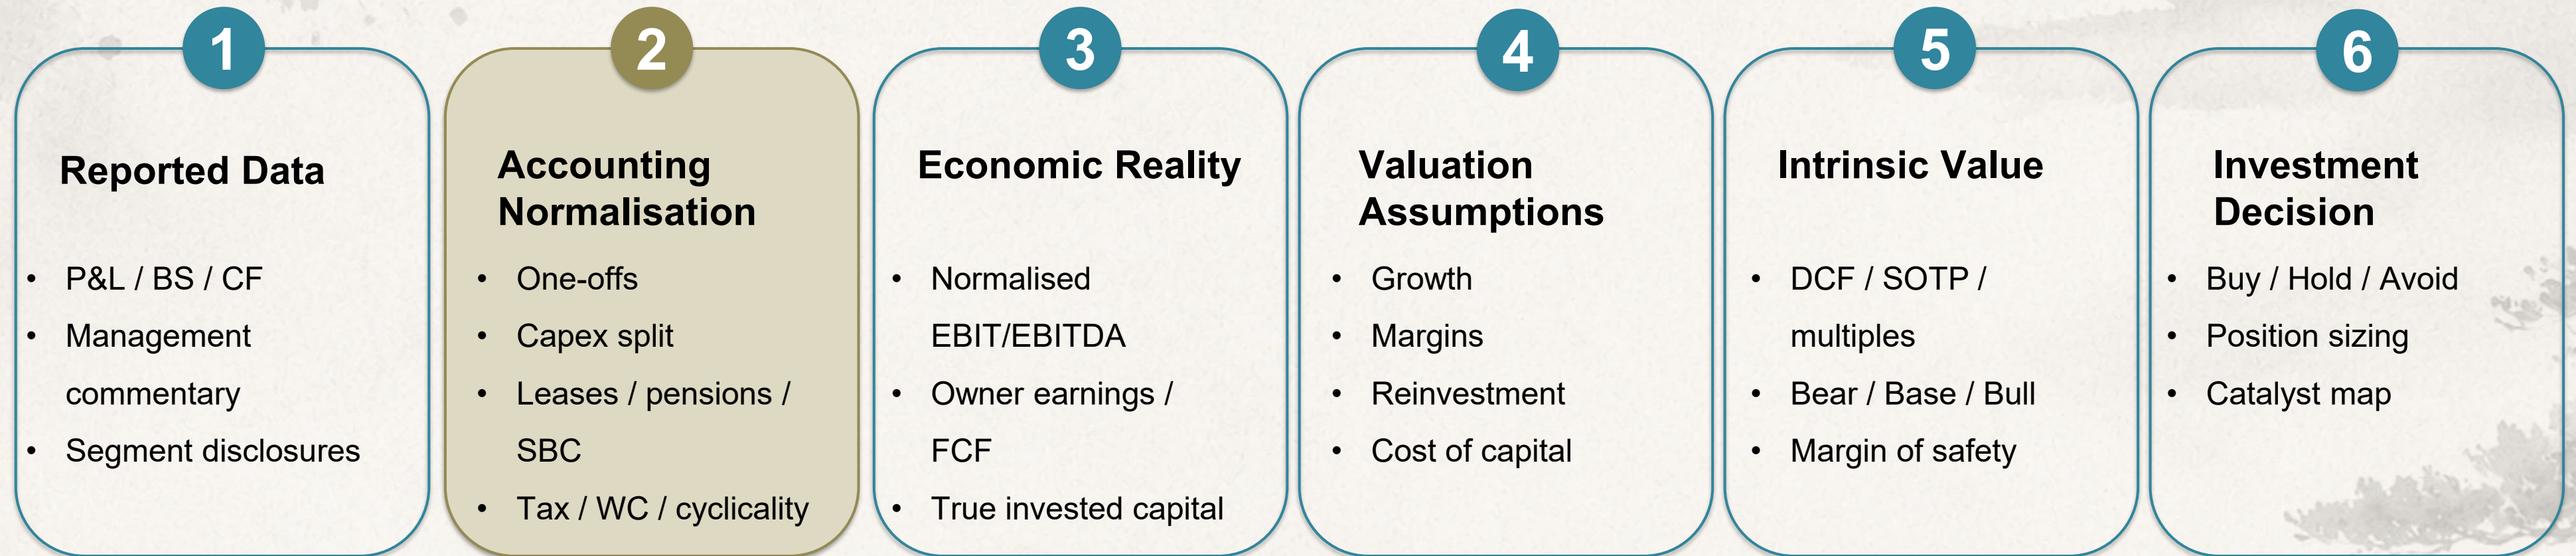 1
Reported Data
• P&L / BS / CF
• Management
commentary
• Segment disclosures
2
Accounting
Normalisation
• One-offs
• Capex split
• Leases / pensions /
SBC
• Tax / WC / cyclicality
3
Economic Reality
• Normalised
EBIT/EBITDA
• Owner earnings /
FCF
• True invested capital
4
Valuation
Assumptions
• Growth
• Margins
• Reinvestment
• Cost of capital
5
Intrinsic Value
• DCF / SOTP /
multiples
• Bear / Base / Bull
• Margin of safety
6
Investment
Decision
• Buy / Hold / Avoid
• Position sizing
• Catalyst map